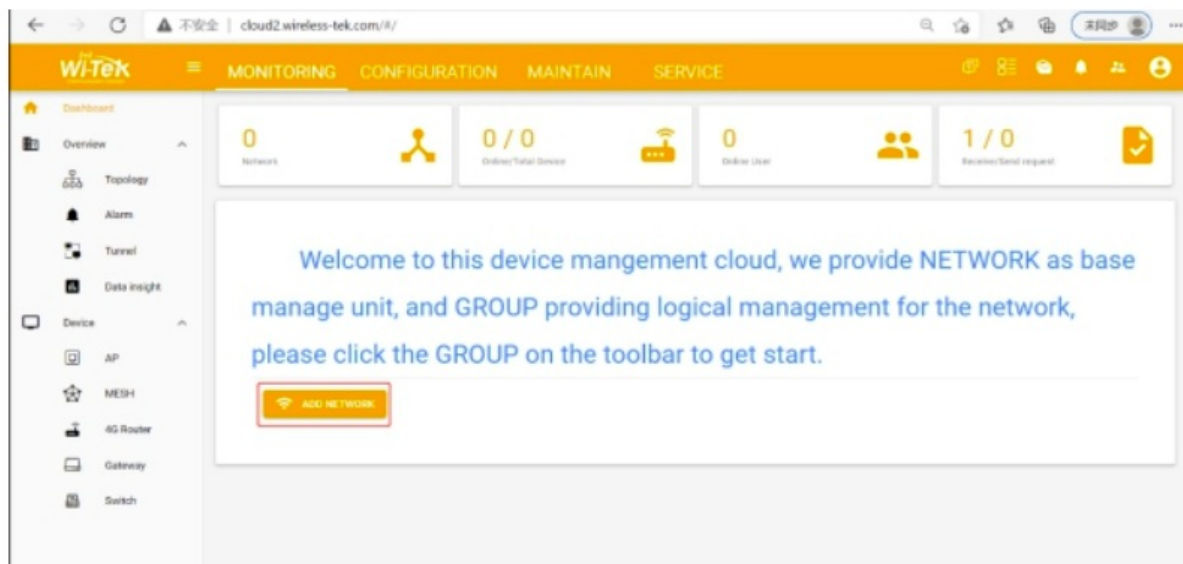 不安全 | cloud2.wireless-tek.com/#/
未同步
Wi-Tek
MONITORING CONFIGURATION MAINTAIN SERVICE
Dashboard
Overview
Topology
Alarm
Tunnel
Data insight
Device
AP
MESH
4G Router
Gateway
Switch
0
Network
0 / 0
Online/Total Device
0
Online User
1 / 0
Receive/Send request
Welcome to this device mangement cloud, we provide NETWORK as base
manage unit, and GROUP providing logical management for the network,
please click the GROUP on the toolbar to get start.
ADD NETWORK